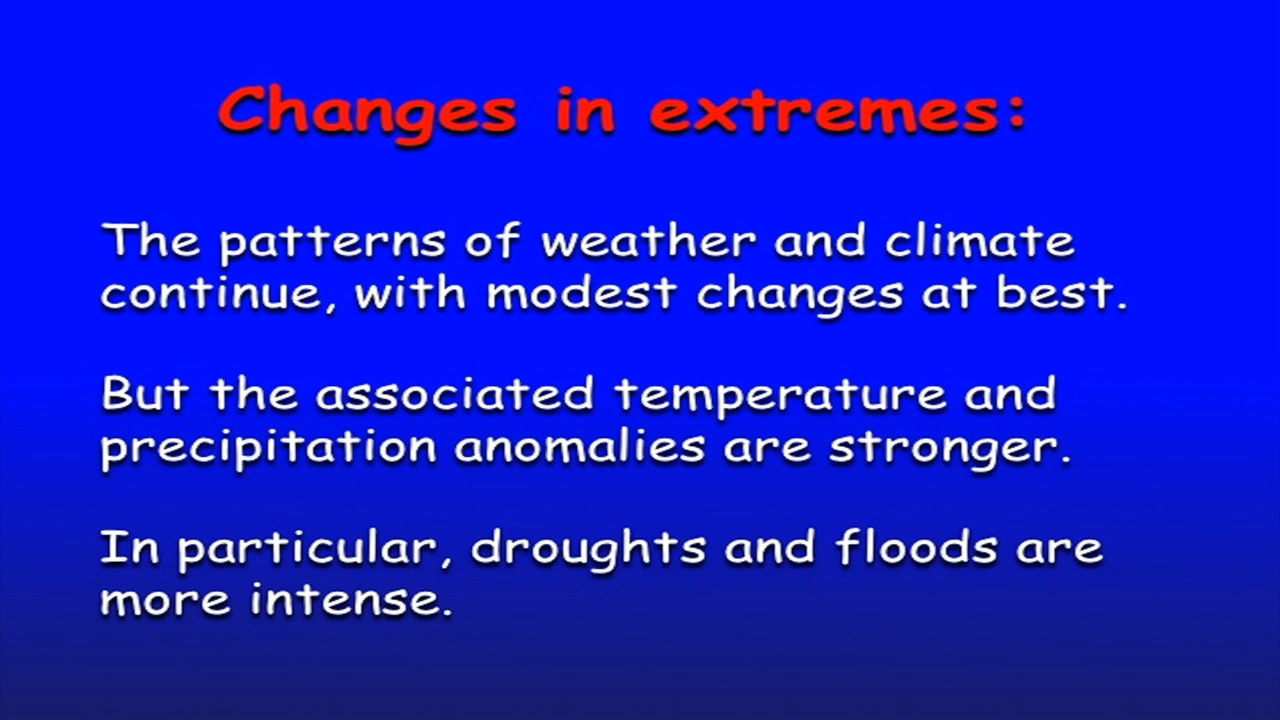 Changes in extremes:
The patterns of weather and climate
continue, with modest changes at best.
But the associated temperature and
precipitation anomalies are stronger.
In particular, droughts and floods are
more intense.